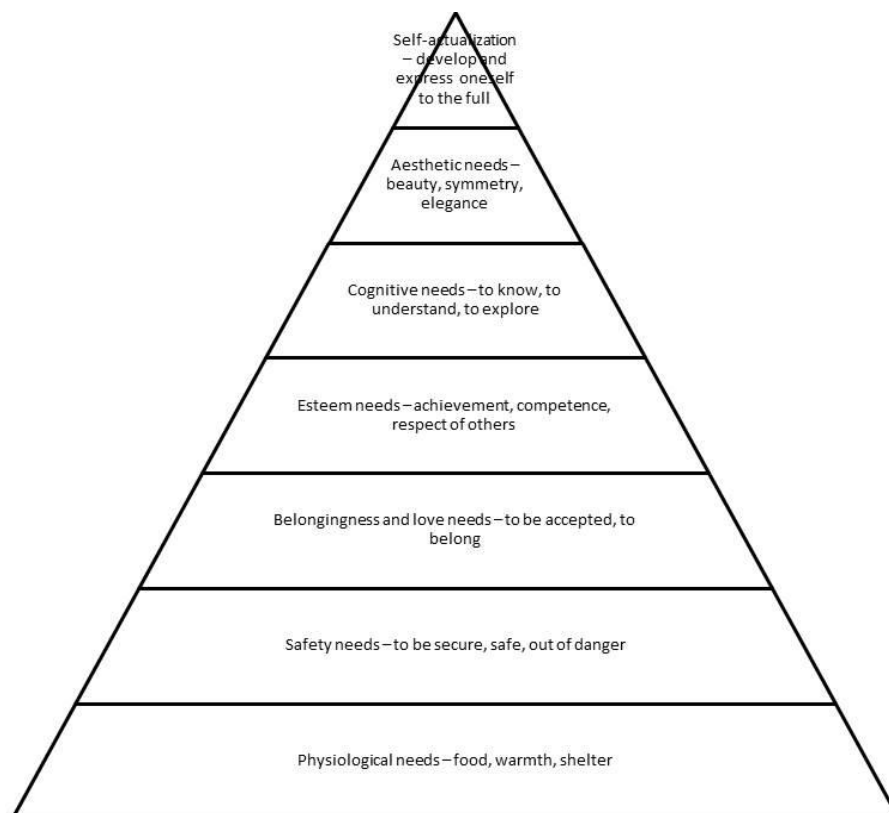 Self-actualization
– develop and
express oneself
to the full
Aesthetic needs –
beauty, symmetry,
elegance
Cognitive needs – to know, to
understand, to explore
Esteem needs – achievement, competence,
respect of others
Belongingness and love needs – to be accepted, to
belong
Safety needs – to be secure, safe, out of danger
Physiological needs – food, warmth, shelter